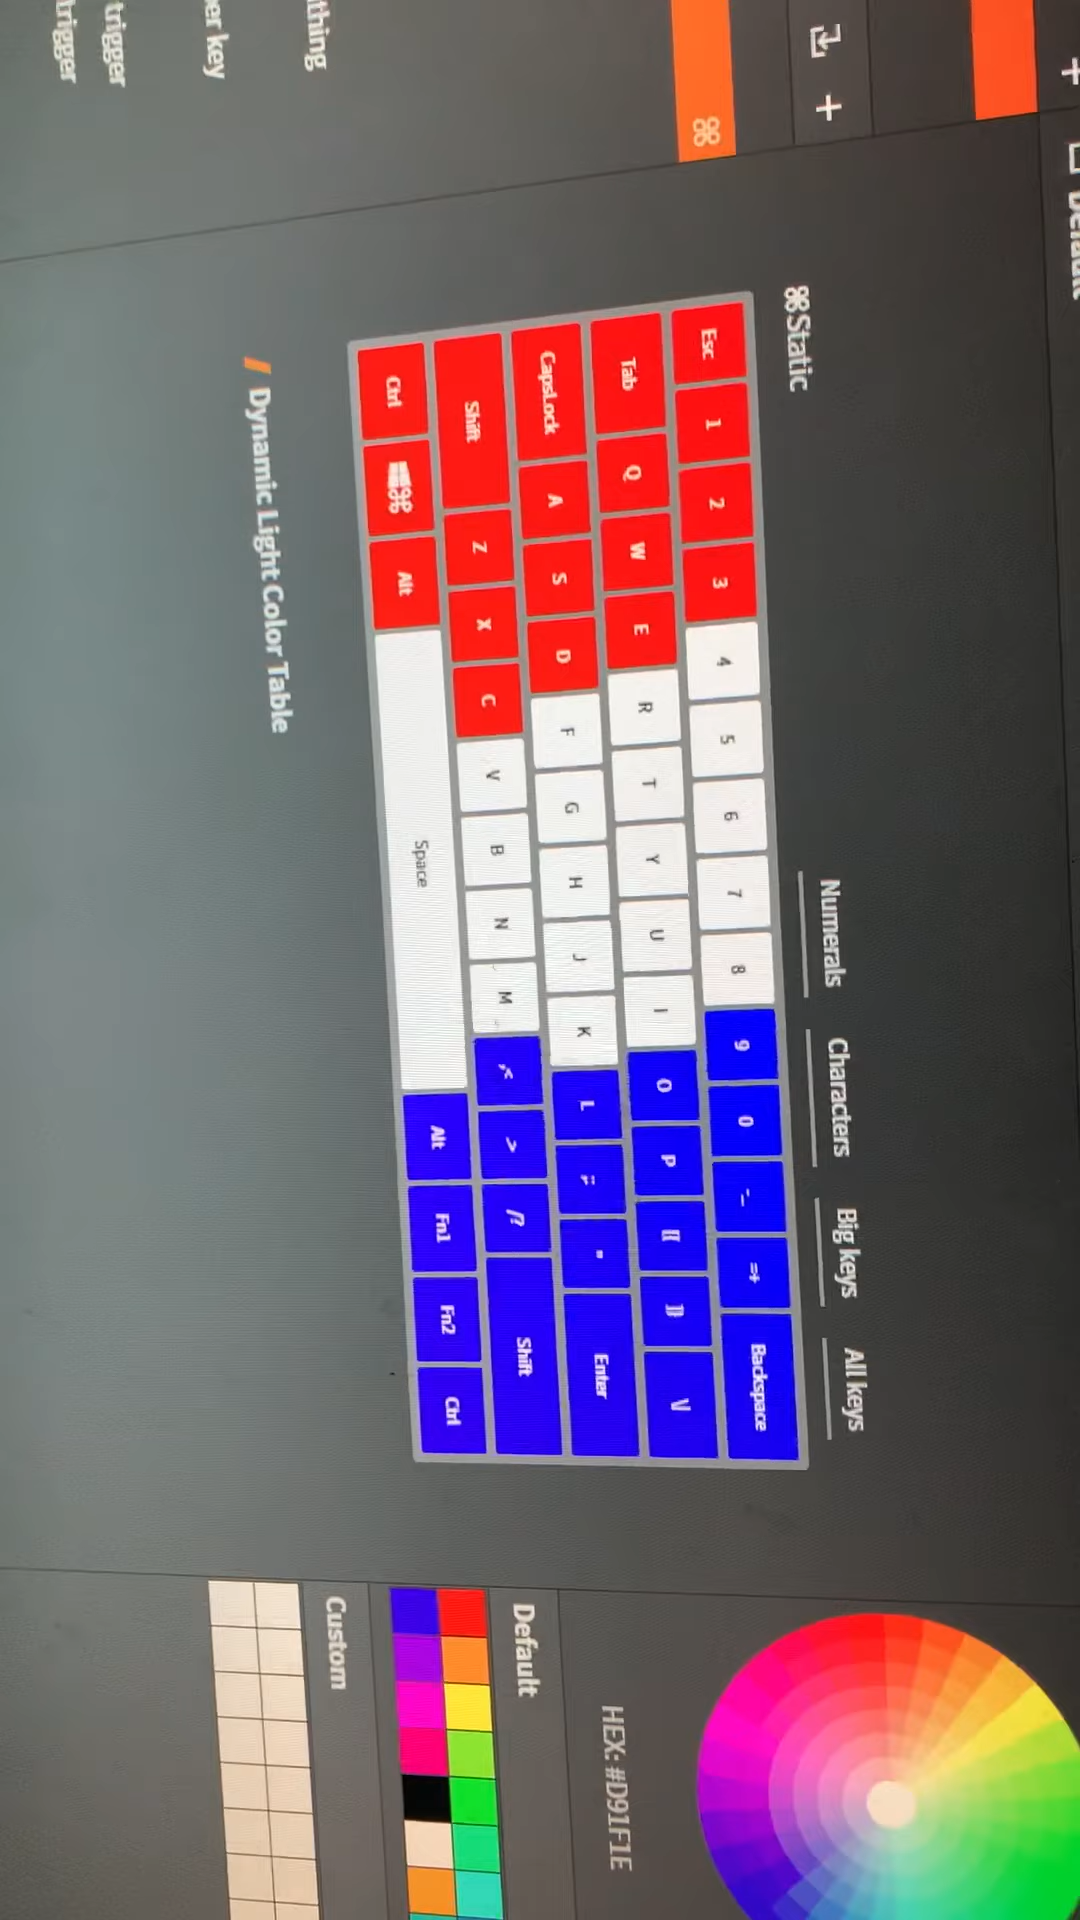 Default
⌘Static
Numerals Characters Big keys All keys
Esc 1 2 3 4 5 6 7 8 9 0 -_ =+ Backspace
Tab Q W E R T Y U I O P [{ ]} \|
CapsLock A S D F G H J K L ;: " Enter
Shift Z X C V B N M ,< > /? Shift
Ctrl ⌘ Alt Space Alt Fn1 Fn2 Ctrl
Dynamic Light Color Table
thing
er key
trigger
trigger
HEX: #D91F1E
Default
Custom